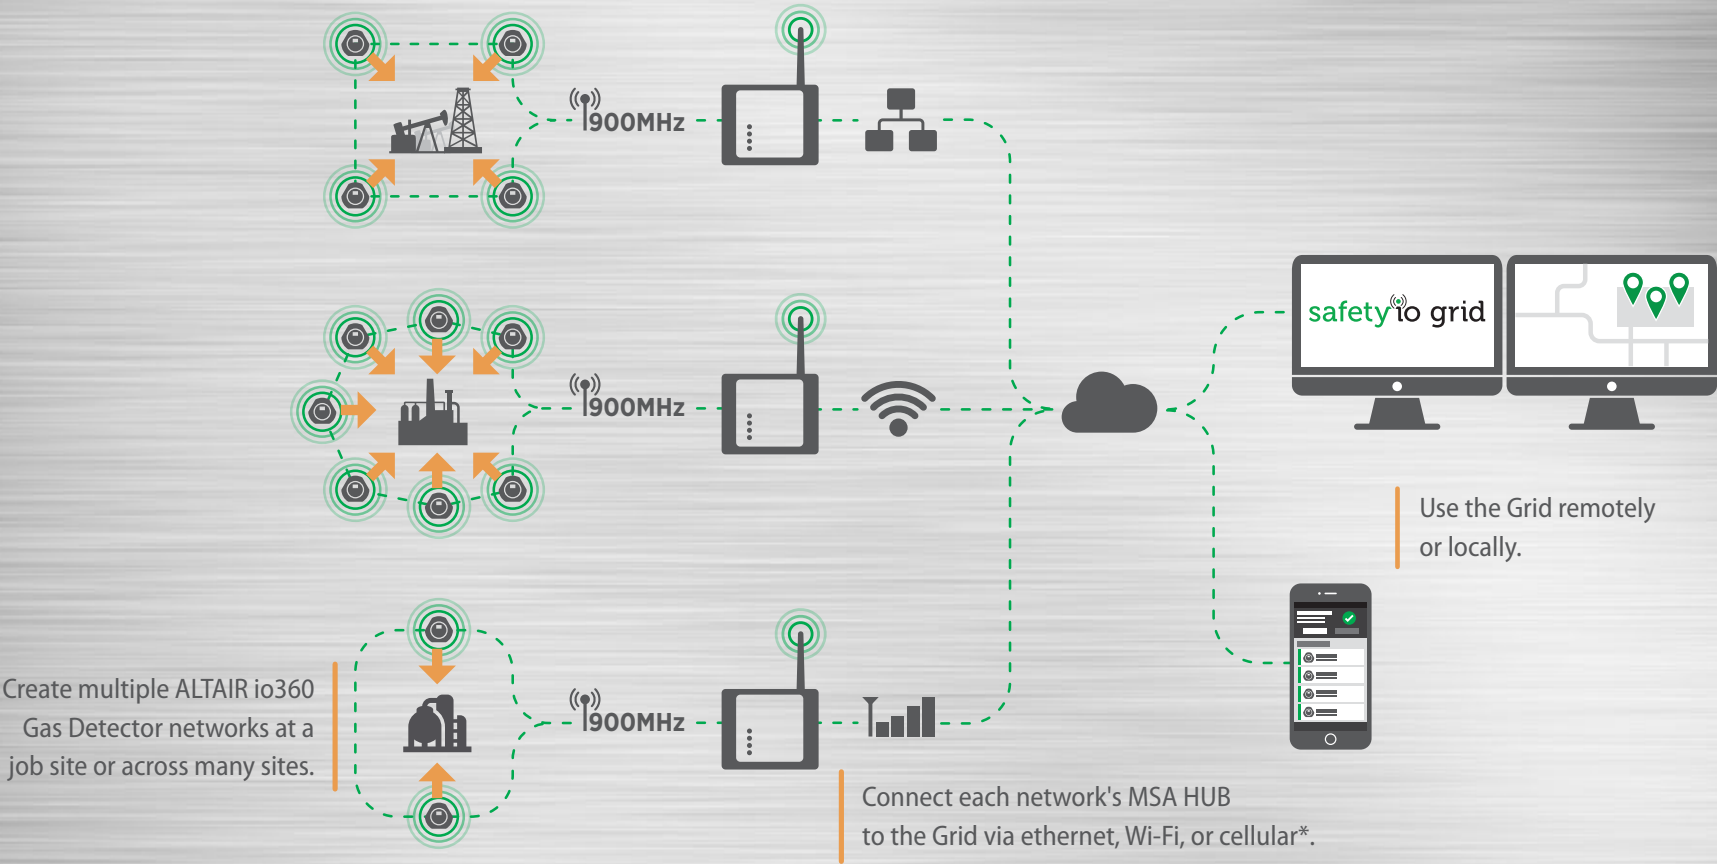 900MHz
safety io grid
900MHz
Use the Grid remotely
or locally.
Create multiple ALTAIR io360
Gas Detector networks at a
job site or across many sites.
900MHz
Connect each network's MSA HUB
to the Grid via ethernet, Wi-Fi, or cellular*.